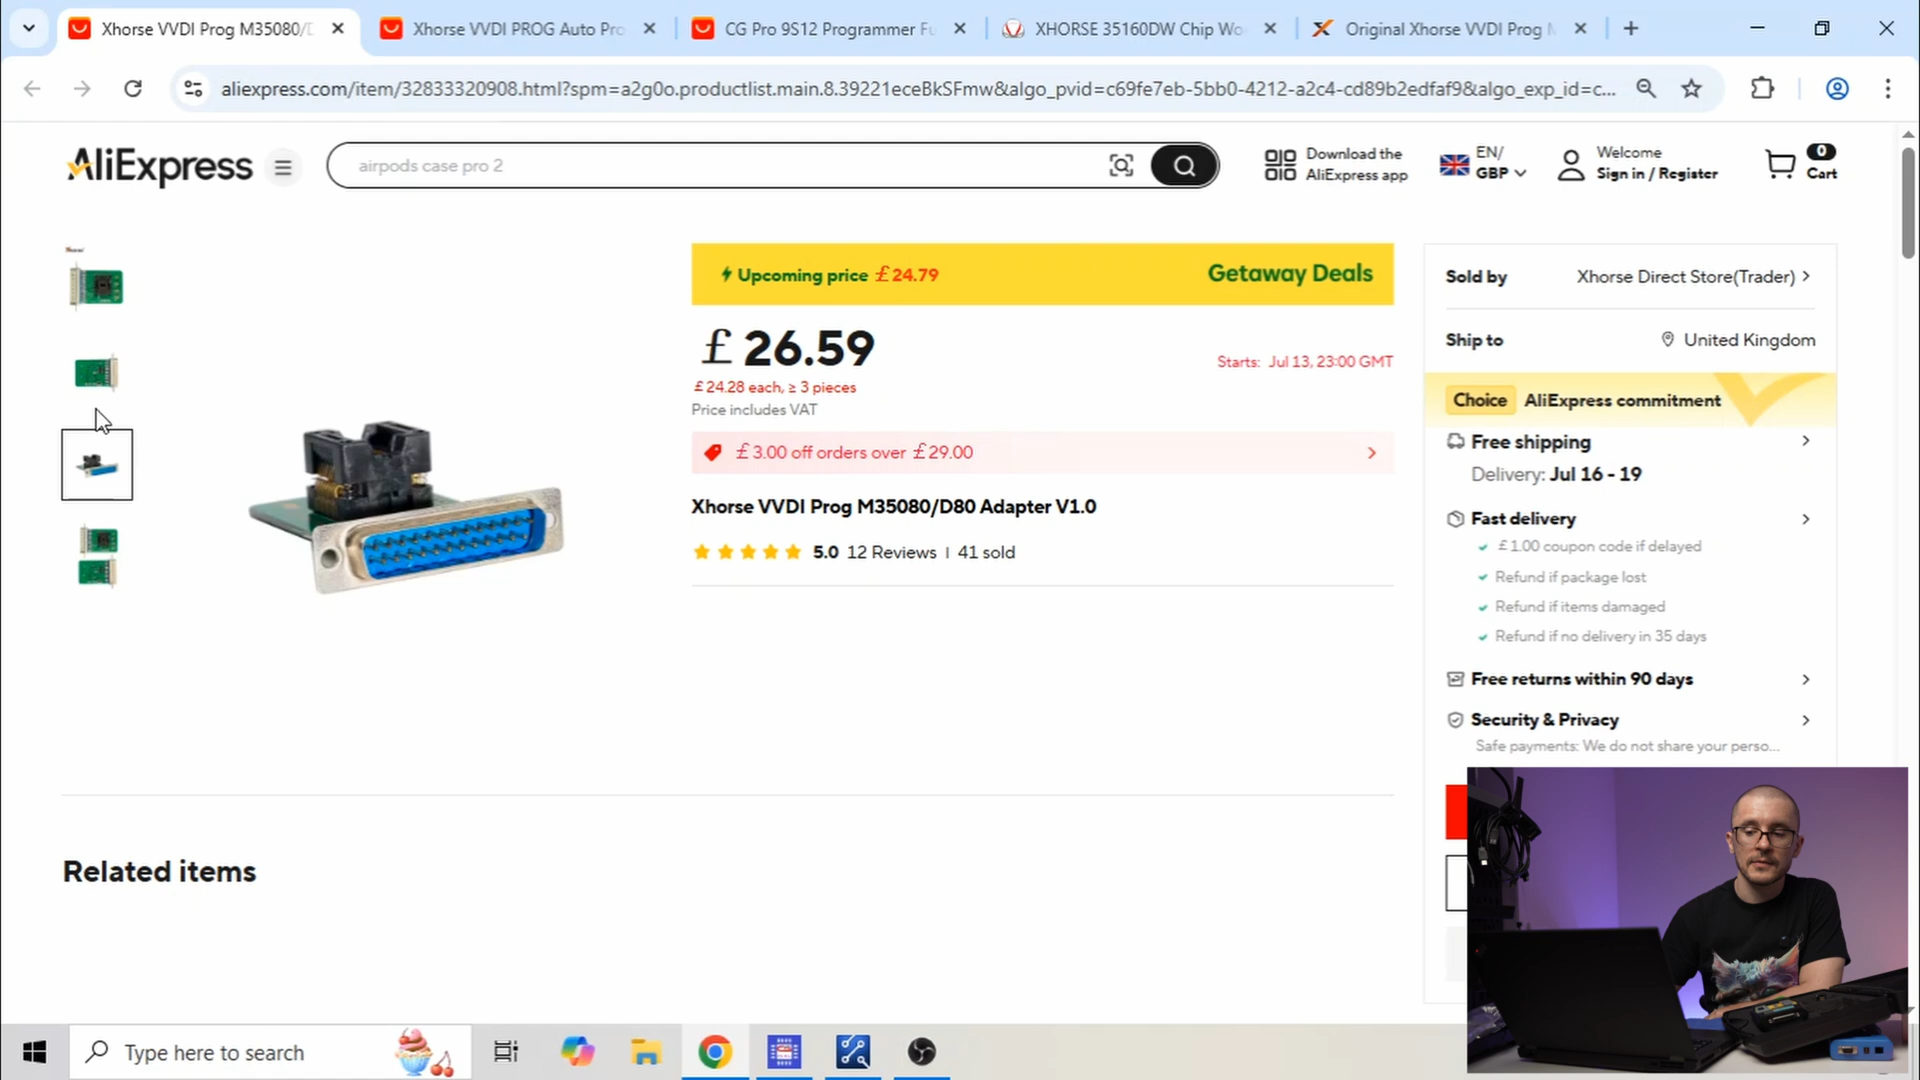 Xhorse VVDI Prog M35080/D
Xhorse VVDI PROG Auto Pro
CG Pro 9S12 Programmer Fu
XHORSE 35160DW Chip Wo
Original Xhorse VVDI Prog M
aliexpress.com/item/32833320908.html?spm=a2g0o.productlist.main.8.39221eceBkSFmw&algo_pvid=c69fe7eb-5bb0-4212-a2c4-cd89b2edfaf9&algo_exp_id=c...
AliExpress
airpods case pro 2
Download the
AliExpress app
EN/
GBP
Welcome
Sign in / Register
0
Cart
Upcoming price £24.79
Getaway Deals
£26.59
Starts: Jul 13, 23:00 GMT
£24.28 each, ≥ 3 pieces
Price includes VAT
£3.00 off orders over £29.00
Xhorse VVDI Prog M35080/D80 Adapter V1.0
5.0 12 Reviews | 41 sold
Sold by
Xhorse Direct Store(Trader)
Ship to
United Kingdom
Choice AliExpress commitment
Free shipping
Delivery: Jul 16 - 19
Fast delivery
£1.00 coupon code if delayed
Refund if package lost
Refund if items damaged
Refund if no delivery in 35 days
Free returns within 90 days
Security & Privacy
Safe payments: We do not share your perso...
Related items
Type here to search